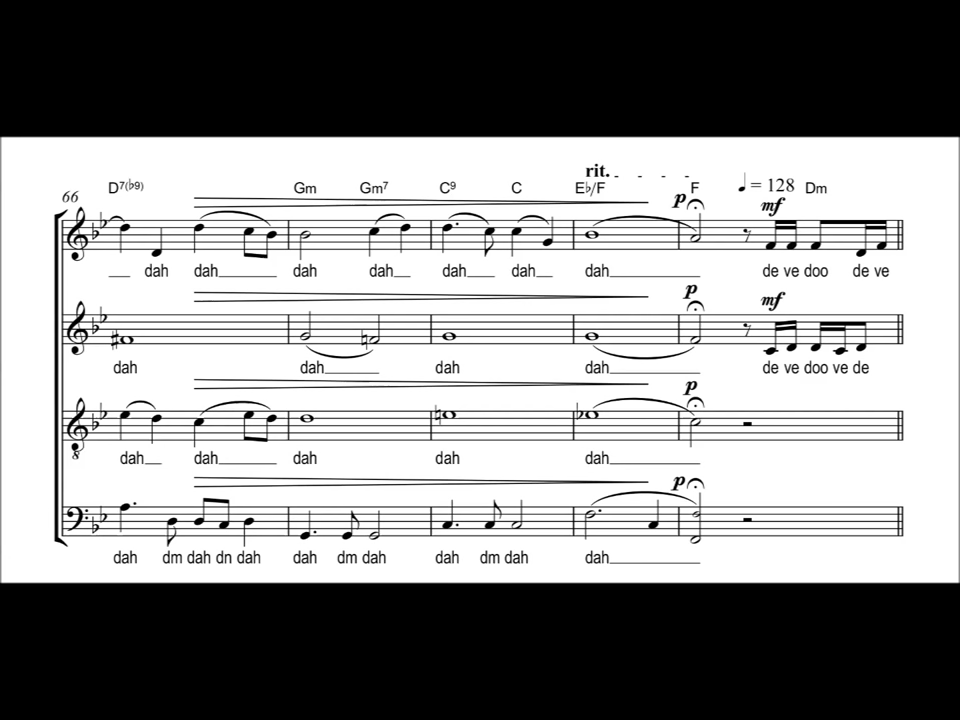 rit.
D7(♭9) Gm Gm7 C9 C E♭/F F ♩ = 128 Dm
66
p mf
dah dah dah dah dah dah dah de ve doo de ve
p mf
dah dah dah dah de ve doo ve de
p
8
dah dah dah dah dah
p
dah dm dah dn dah dah dm dah dah dm dah dah